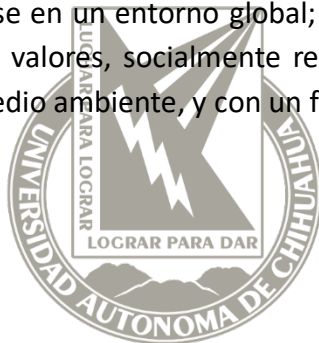 se en un entorno global;
valores, socialmente re
edio ambiente, y con un f
LUCHAR PARA LOGRAR
LOGRAR PARA DAR
UNIVERSIDAD AUTONOMA DE CHIHUAHUA